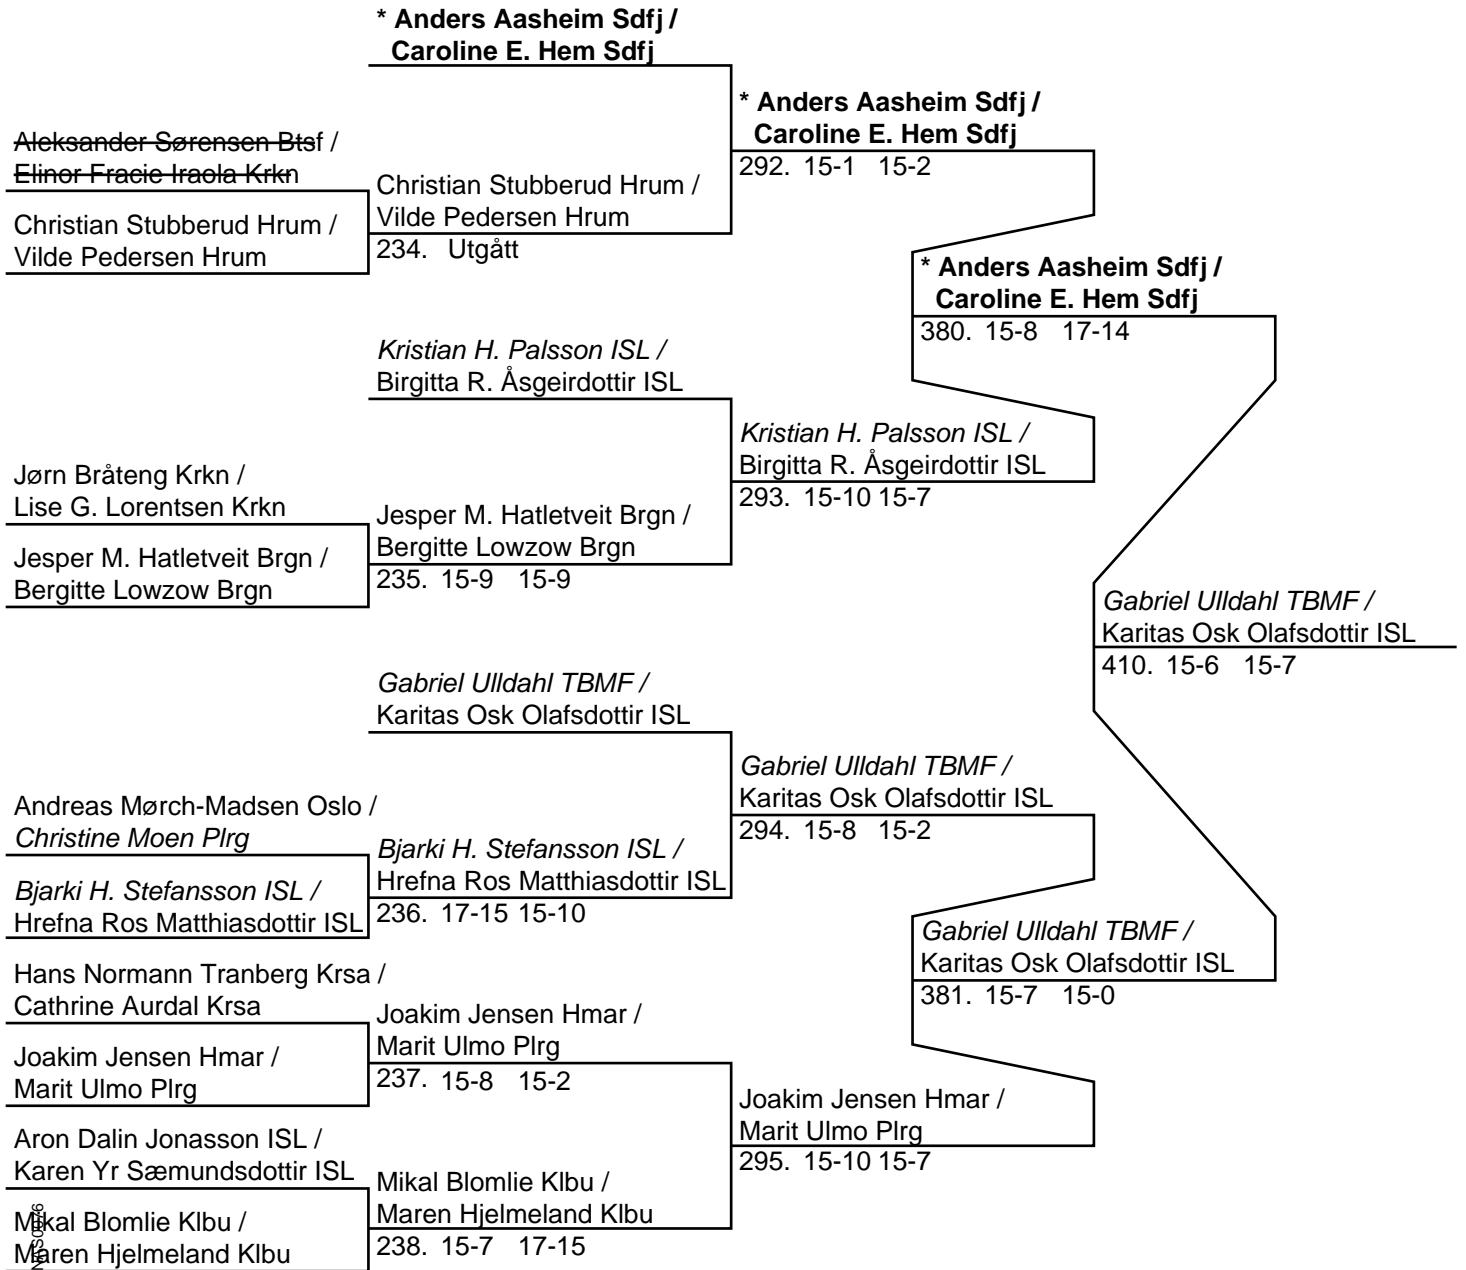 * Anders Aasheim Sdfj /
Caroline E. Hem Sdfj
Aleksander Sørensen Btsf /
Elinor Fracie Iraola Krkn
Christian Stubberud Hrum /
Vilde Pedersen Hrum
Jørn Bråteng Krkn /
Lise G. Lorentsen Krkn
Jesper M. Hatletveit Brgn /
Bergitte Lowzow Brgn
Andreas Mørch-Madsen Oslo /
Christine Moen Plrg
Bjarki H. Stefansson ISL /
Hrefna Ros Matthiasdottir ISL
Hans Normann Tranberg Krsa /
Cathrine Aurdal Krsa
Joakim Jensen Hmar /
Marit Ulmo Plrg
Aron Dalin Jonasson ISL /
Karen Yr Sæmundsdottir ISL
Mikal Blomlie Klbu /
Maren Hjelmeland Klbu
Christian Stubberud Hrum /
Vilde Pedersen Hrum
234. Utgått
Kristian H. Palsson ISL /
Birgitta R. Åsgeirdottir ISL
Jesper M. Hatletveit Brgn /
Bergitte Lowzow Brgn
235. 15-9 15-9
Gabriel Ulldahl TBMF /
Karitas Osk Olafsdottir ISL
Bjarki H. Stefansson ISL /
Hrefna Ros Matthiasdottir ISL
236. 17-15 15-10
Joakim Jensen Hmar /
Marit Ulmo Plrg
237. 15-8 15-2
Mikal Blomlie Klbu /
Maren Hjelmeland Klbu
238. 15-7 17-15
* Anders Aasheim Sdfj /
Caroline E. Hem Sdfj
292. 15-1 15-2
Kristian H. Palsson ISL /
Birgitta R. Åsgeirdottir ISL
293. 15-10 15-7
Gabriel Ulldahl TBMF /
Karitas Osk Olafsdottir ISL
294. 15-8 15-2
Joakim Jensen Hmar /
Marit Ulmo Plrg
295. 15-10 15-7
* Anders Aasheim Sdfj /
Caroline E. Hem Sdfj
380. 15-8 17-14
Gabriel Ulldahl TBMF /
Karitas Osk Olafsdottir ISL
381. 15-7 15-0
Gabriel Ulldahl TBMF /
Karitas Osk Olafsdottir ISL
410. 15-6 15-7